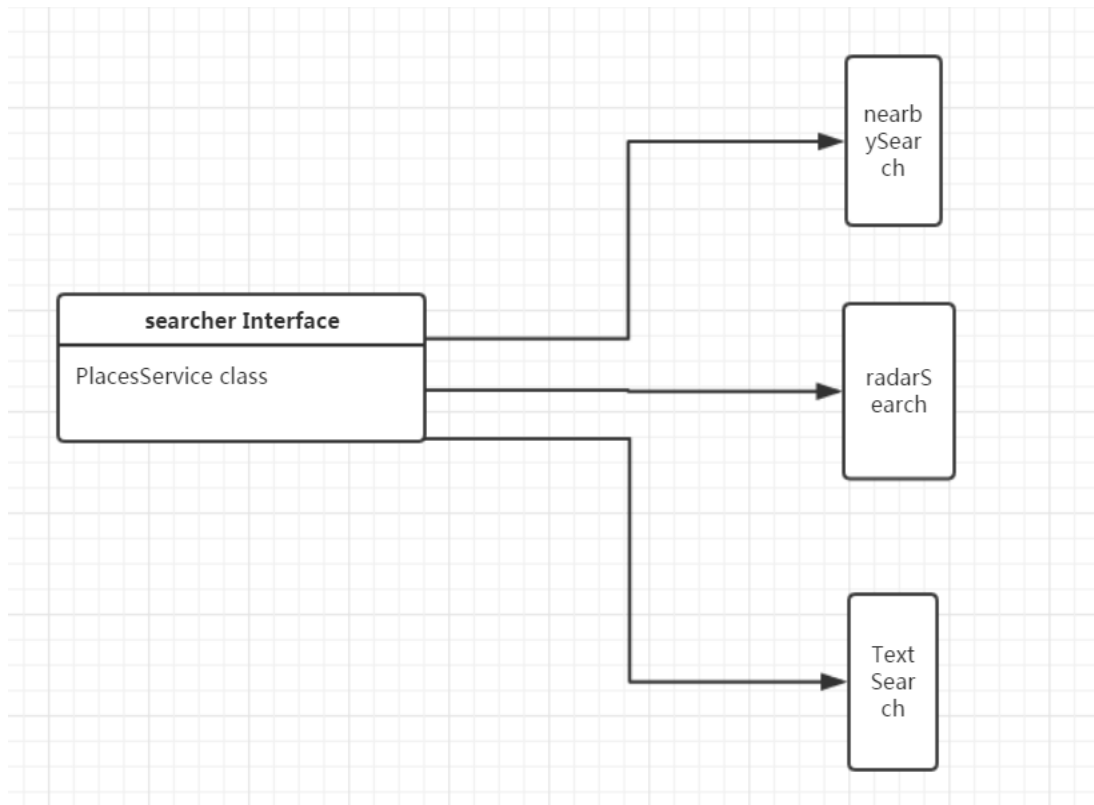 nearb
ySear
ch
searcher Interface
PlacesService class
radarS
earch
Text
Sear
ch